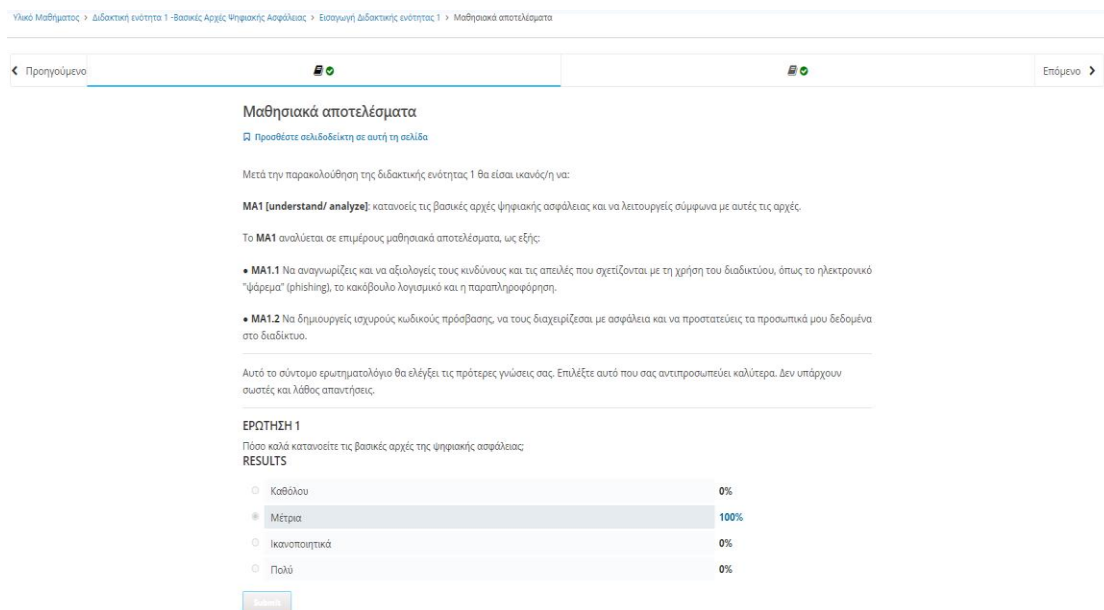 Υλικό Μαθήματος > Διδακτική ενότητα 1 -Βασικές Αρχές Ψηφιακής Ασφάλειας > Εισαγωγή Διδακτικής ενότητας 1 > Μαθησιακά αποτελέσματα
Προηγούμενο
Επόμενο
Μαθησιακά αποτελέσματα
Προσθέστε σελιδοδείκτη σε αυτή τη σελίδα
Μετά την παρακολούθηση της διδακτικής ενότητας 1 θα είσαι ικανός/η να:
ΜΑ1 [understand/ analyze]: κατανοείς τις βασικές αρχές ψηφιακής ασφάλειας και να λειτουργείς σύμφωνα με αυτές τις αρχές.
Το ΜΑ1 αναλύεται σε επιμέρους μαθησιακά αποτελέσματα, ως εξής:
● ΜΑ1.1 Να αναγνωρίζεις και να αξιολογείς τους κινδύνους και τις απειλές που σχετίζονται με τη χρήση του διαδικτύου, όπως το ηλεκτρονικό
"ψάρεμα" (phishing), το κακόβουλο λογισμικό και η παραπληροφόρηση.
● ΜΑ1.2 Να δημιουργείς ισχυρούς κωδικούς πρόσβασης, να τους διαχειρίζεσαι με ασφάλεια και να προστατεύεις τα προσωπικά μου δεδομένα
στο διαδίκτυο.
Αυτό το σύντομο ερωτηματολόγιο θα ελέγξει τις πρότερες γνώσεις σας. Επιλέξτε αυτό που σας αντιπροσωπεύει καλύτερα. Δεν υπάρχουν
σωστές και λάθος απαντήσεις.
ΕΡΩΤΗΣΗ 1
Πόσο καλά κατανοείτε τις βασικές αρχές της ψηφιακής ασφάλειας;
RESULTS
Καθόλου 0%
Μέτρια 100%
Ικανοποιητικά 0%
Πολύ 0%
Submit